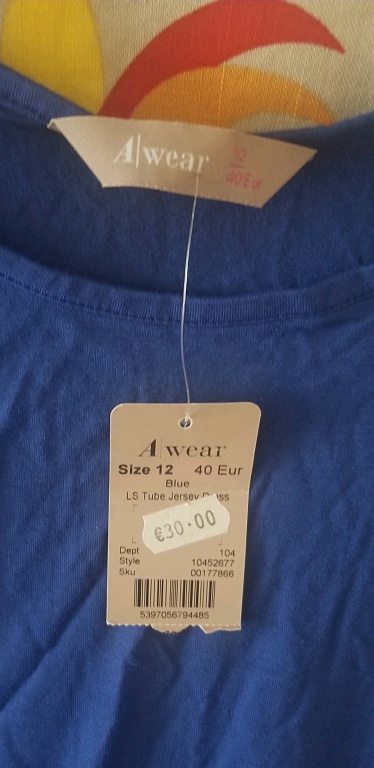 A|wear
12
40 Eur
A|wear
Size 12 40 Eur
Blue
LS Tube Jersey
€30.00
Dept 104
Style 10452677
Sku 00177866
5397056794485